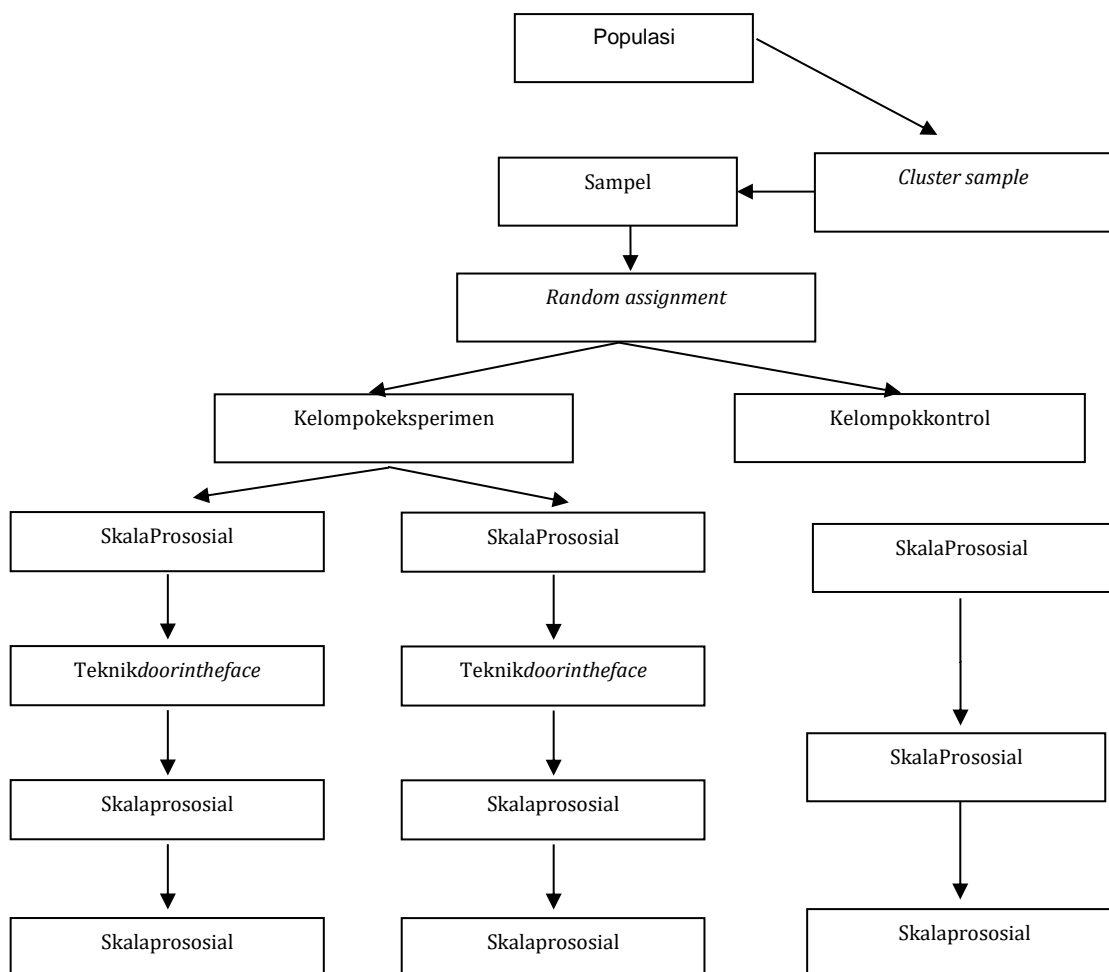 Populasi
Cluster sample
Sampel
Random assignment
Kelompokeksperimen
Kelompokkontrol
SkalaPrososial
SkalaPrososial
SkalaPrososial
Teknikdoorintheface
Teknikdoorintheface
SkalaPrososial
Skalaprososial
Skalaprososial
Skalaprososial
Skalaprososial
Skalaprososial